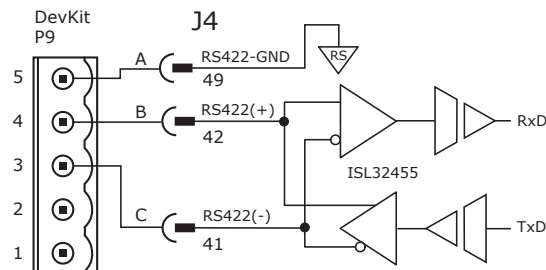 DevKit
P9
J4
5
A
RS422-GND
49
RS
4
B
RS422(+)
42
RxD
3
ISL32455
2
C
RS422(-)
41
TxD
1